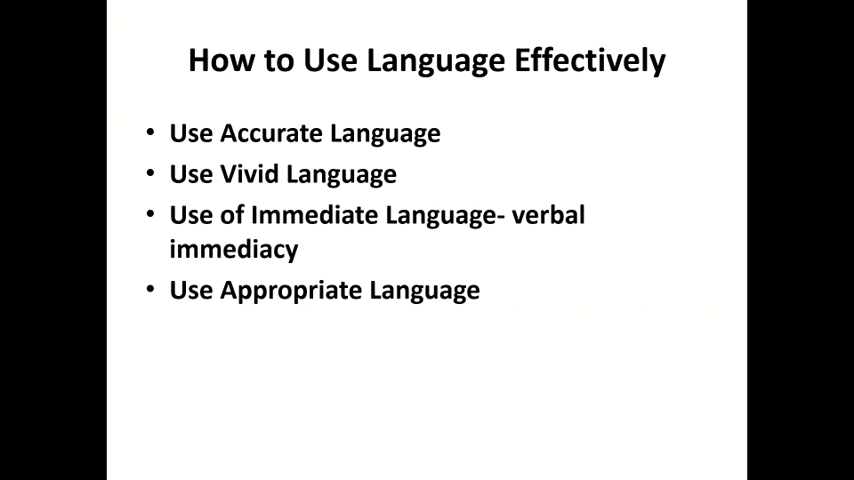 How to Use Language Effectively
• Use Accurate Language
• Use Vivid Language
• Use of Immediate Language- verbal
immediacy
• Use Appropriate Language